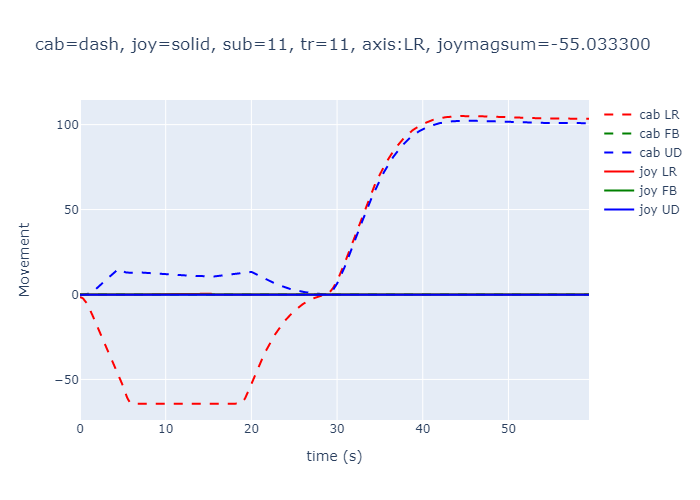 cab=dash, joy=solid, sub=11, tr=11, axis:LR, joymagsum=-55.033300
cab LR
cab FB
cab UD
joy LR
joy FB
joy UD
100
50
0
−50
Movement
0
10
20
30
40
50
time (s)